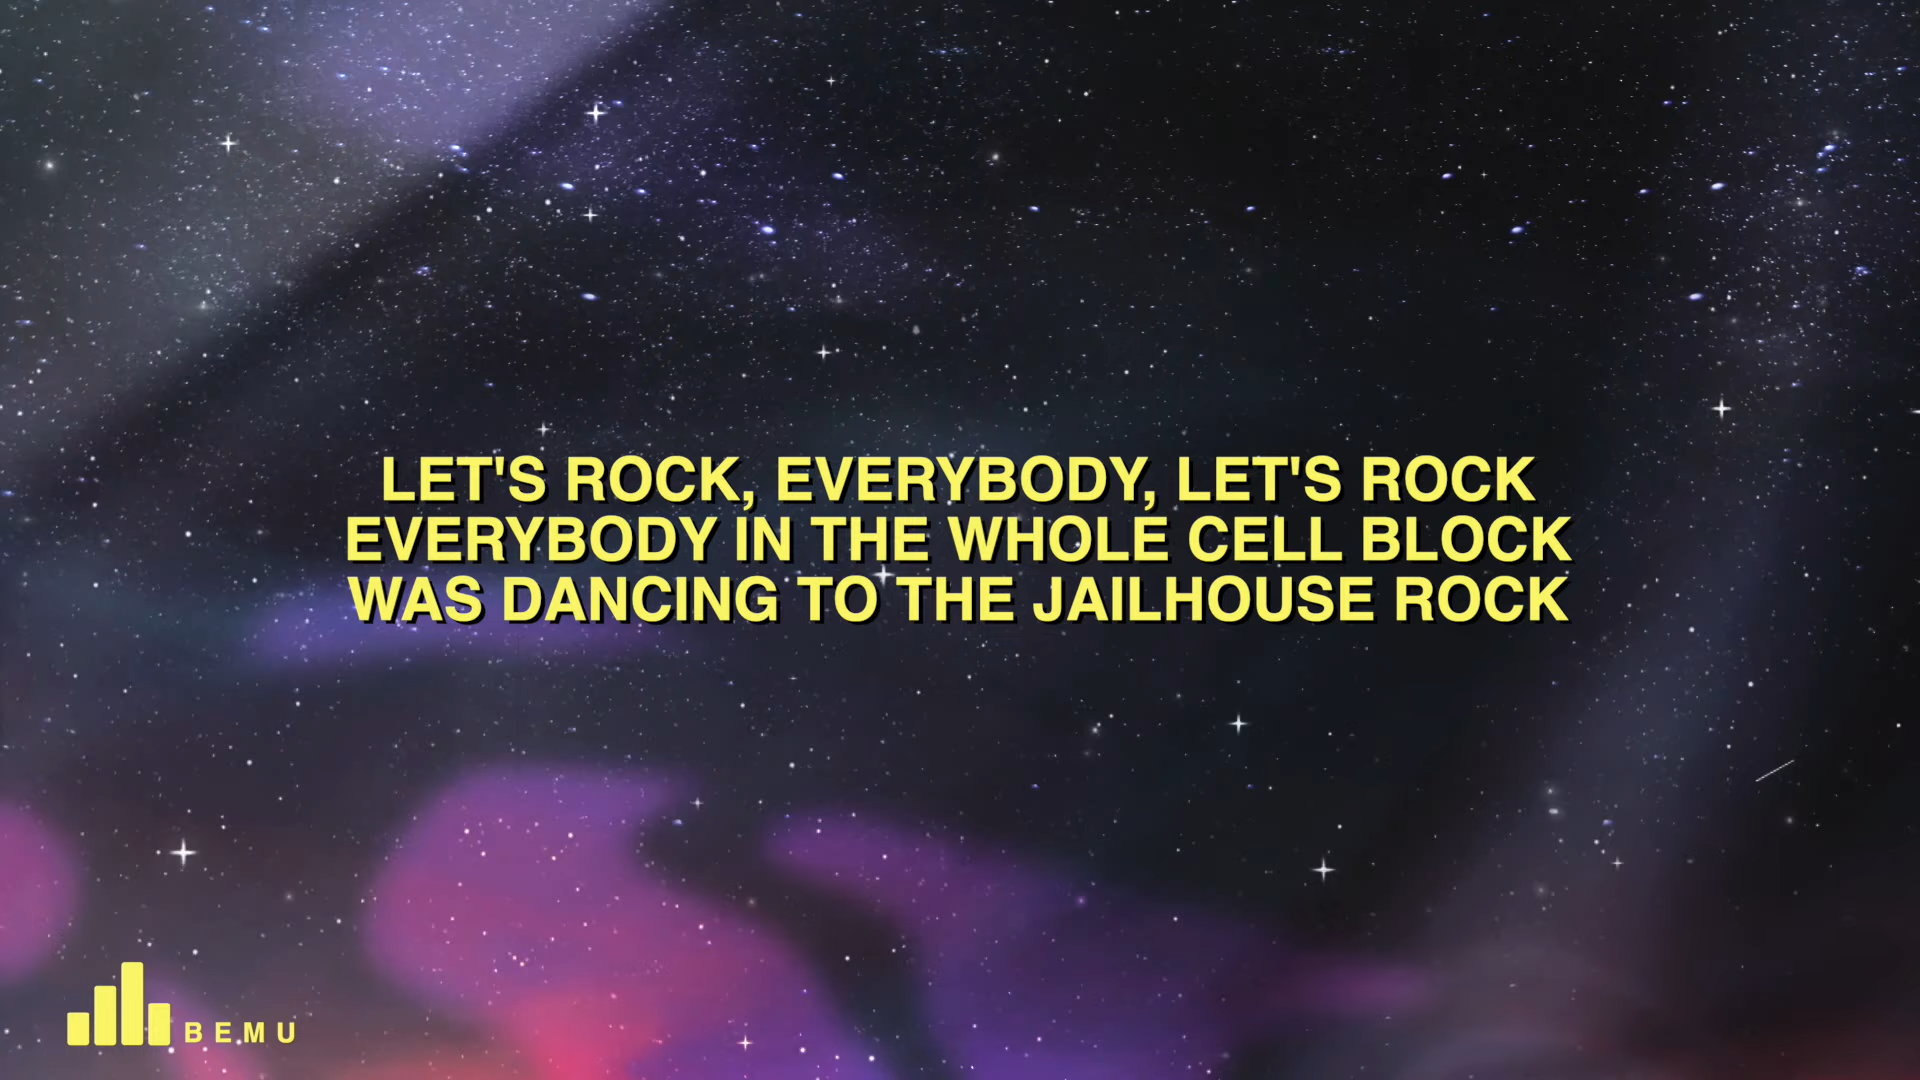 LET'S ROCK, EVERYBODY, LET'S ROCK
EVERYBODY IN THE WHOLE CELL BLOCK
WAS DANCING TO THE JAILHOUSE ROCK
BEMU